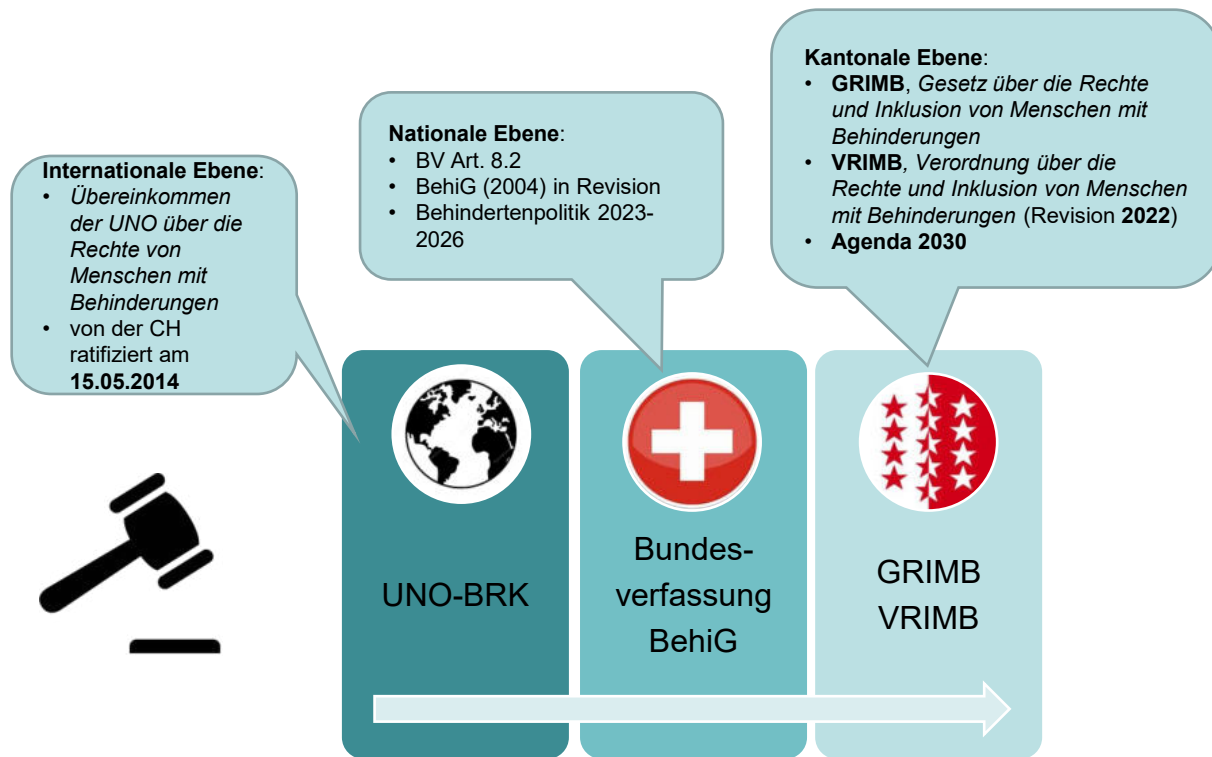 Internationale Ebene:
• Übereinkommen
der UNO über die
Rechte von
Menschen mit
Behinderungen
• von der CH
ratifiziert am
15.05.2014
Nationale Ebene:
• BV Art. 8.2
• BehiG (2004) in Revision
• Behindertenpolitik 2023-
2026
Kantonale Ebene:
• GRIMB, Gesetz über die Rechte
und Inklusion von Menschen mit
Behinderungen
• VRIMB, Verordnung über die
Rechte und Inklusion von Menschen
mit Behinderungen (Revision 2022)
• Agenda 2030
UNO-BRK
Bundes-
verfassung
BehiG
GRIMB
VRIMB